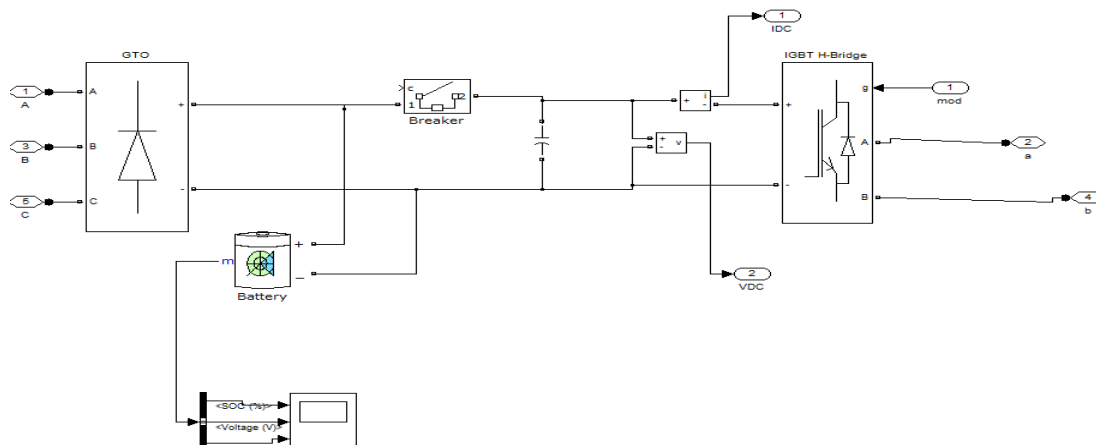 1
IDC
GTO
IGBT H-Bridge
1
A
A
+
c
1
2
Breaker
+
i
-
+
g
1
mod
3
B
B
+
-
v
A
2
a
5
C
C
-
-
B
4
b
m
+
_
Battery
2
VDC
<SOC (%)>
<Voltage (V)>